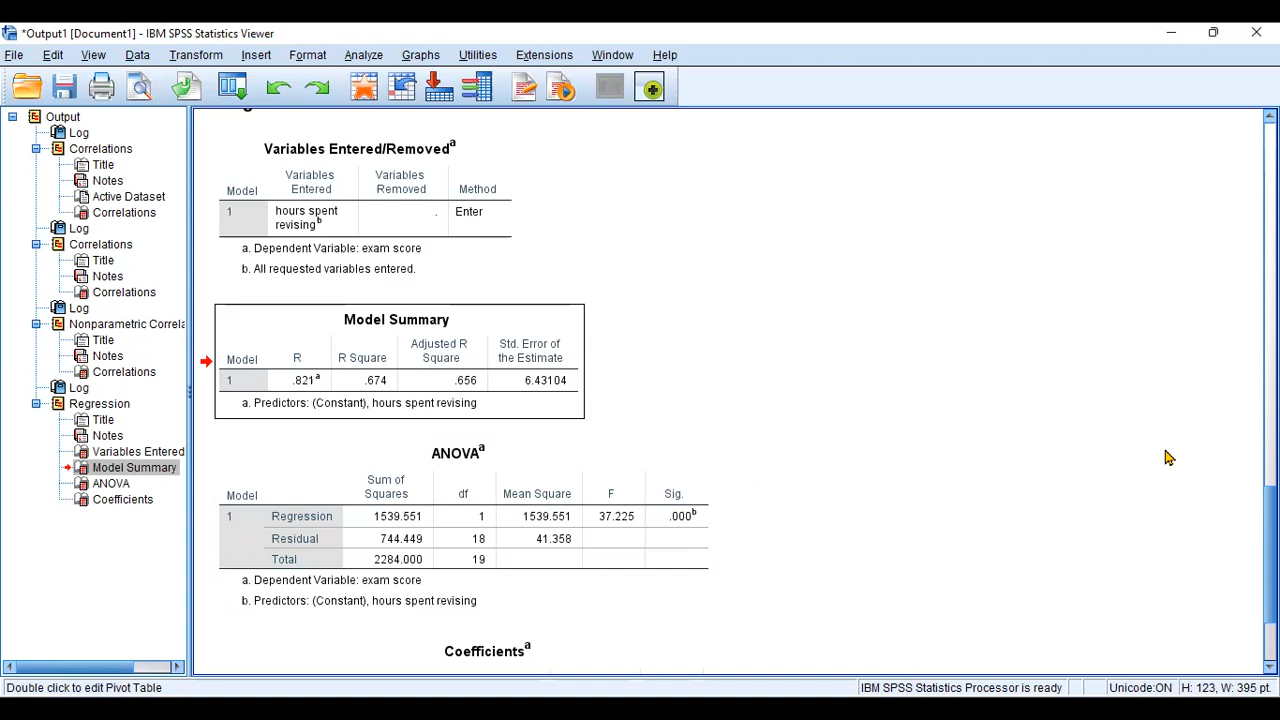 *Output1 [Document1] - IBM SPSS Statistics Viewer
File Edit View Data Transform Insert Format Analyze Graphs Utilities Extensions Window Help
Output
Log
Correlations
Title
Notes
Active Dataset
Correlations
Log
Correlations
Title
Notes
Correlations
Log
Nonparametric Correla
Title
Notes
Correlations
Log
Regression
Title
Notes
Variables Entered
Model Summary
ANOVA
Coefficients
Variables Entered/Removedᵃ
Model Variables Entered Variables Removed Method
1 hours spent revisingᵇ . Enter
a. Dependent Variable: exam score
b. All requested variables entered.
Model Summary
Model R R Square Adjusted R Square Std. Error of the Estimate
1 .821ᵃ .674 .656 6.43104
a. Predictors: (Constant), hours spent revising
ANOVAᵃ
Model Sum of Squares df Mean Square F Sig.
1 Regression 1539.551 1 1539.551 37.225 .000ᵇ
Residual 744.449 18 41.358
Total 2284.000 19
a. Dependent Variable: exam score
b. Predictors: (Constant), hours spent revising
Coefficientsᵃ
Double click to edit Pivot Table IBM SPSS Statistics Processor is ready Unicode:ON H: 123, W: 395 pt.